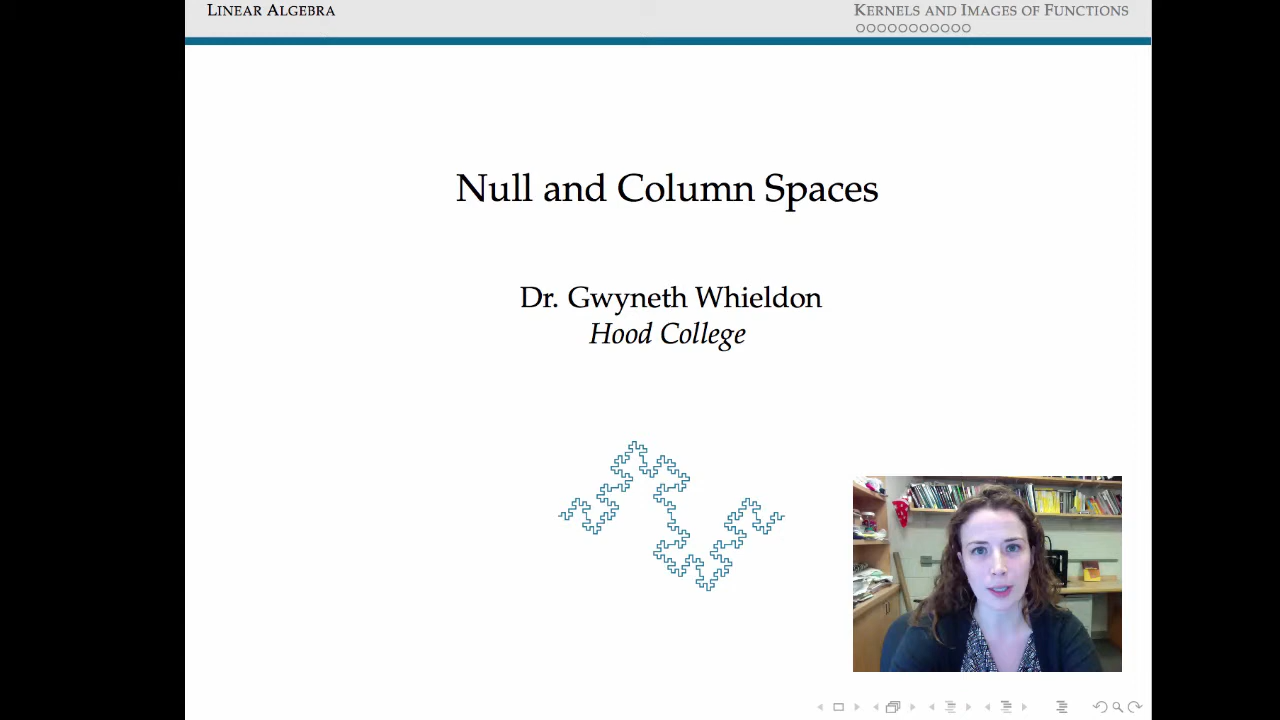 LINEAR ALGEBRA
KERNELS AND IMAGES OF FUNCTIONS
Null and Column Spaces
Dr. Gwyneth Whieldon
Hood College